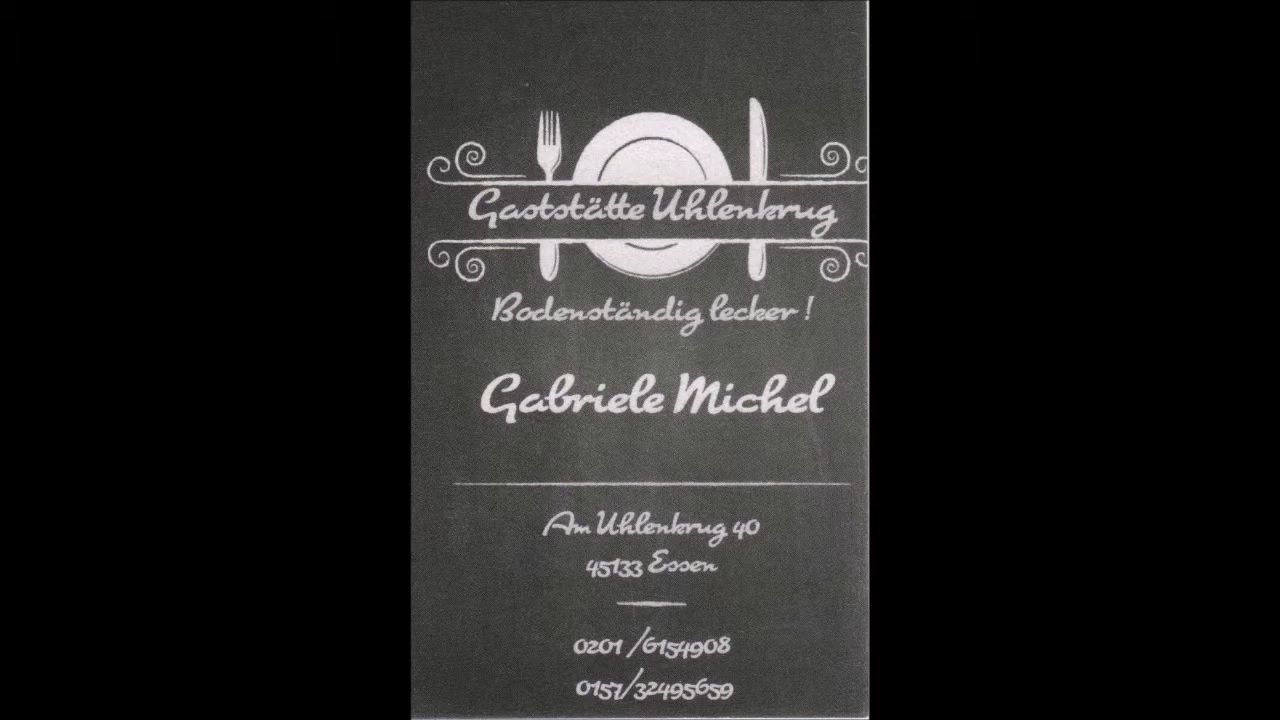 Gaststätte Uhlenkrug
Bodenständig lecker !
Gabriele Michel
Am Uhlenkrug 40
45133 Essen
0201 /6154908
0157/32495659